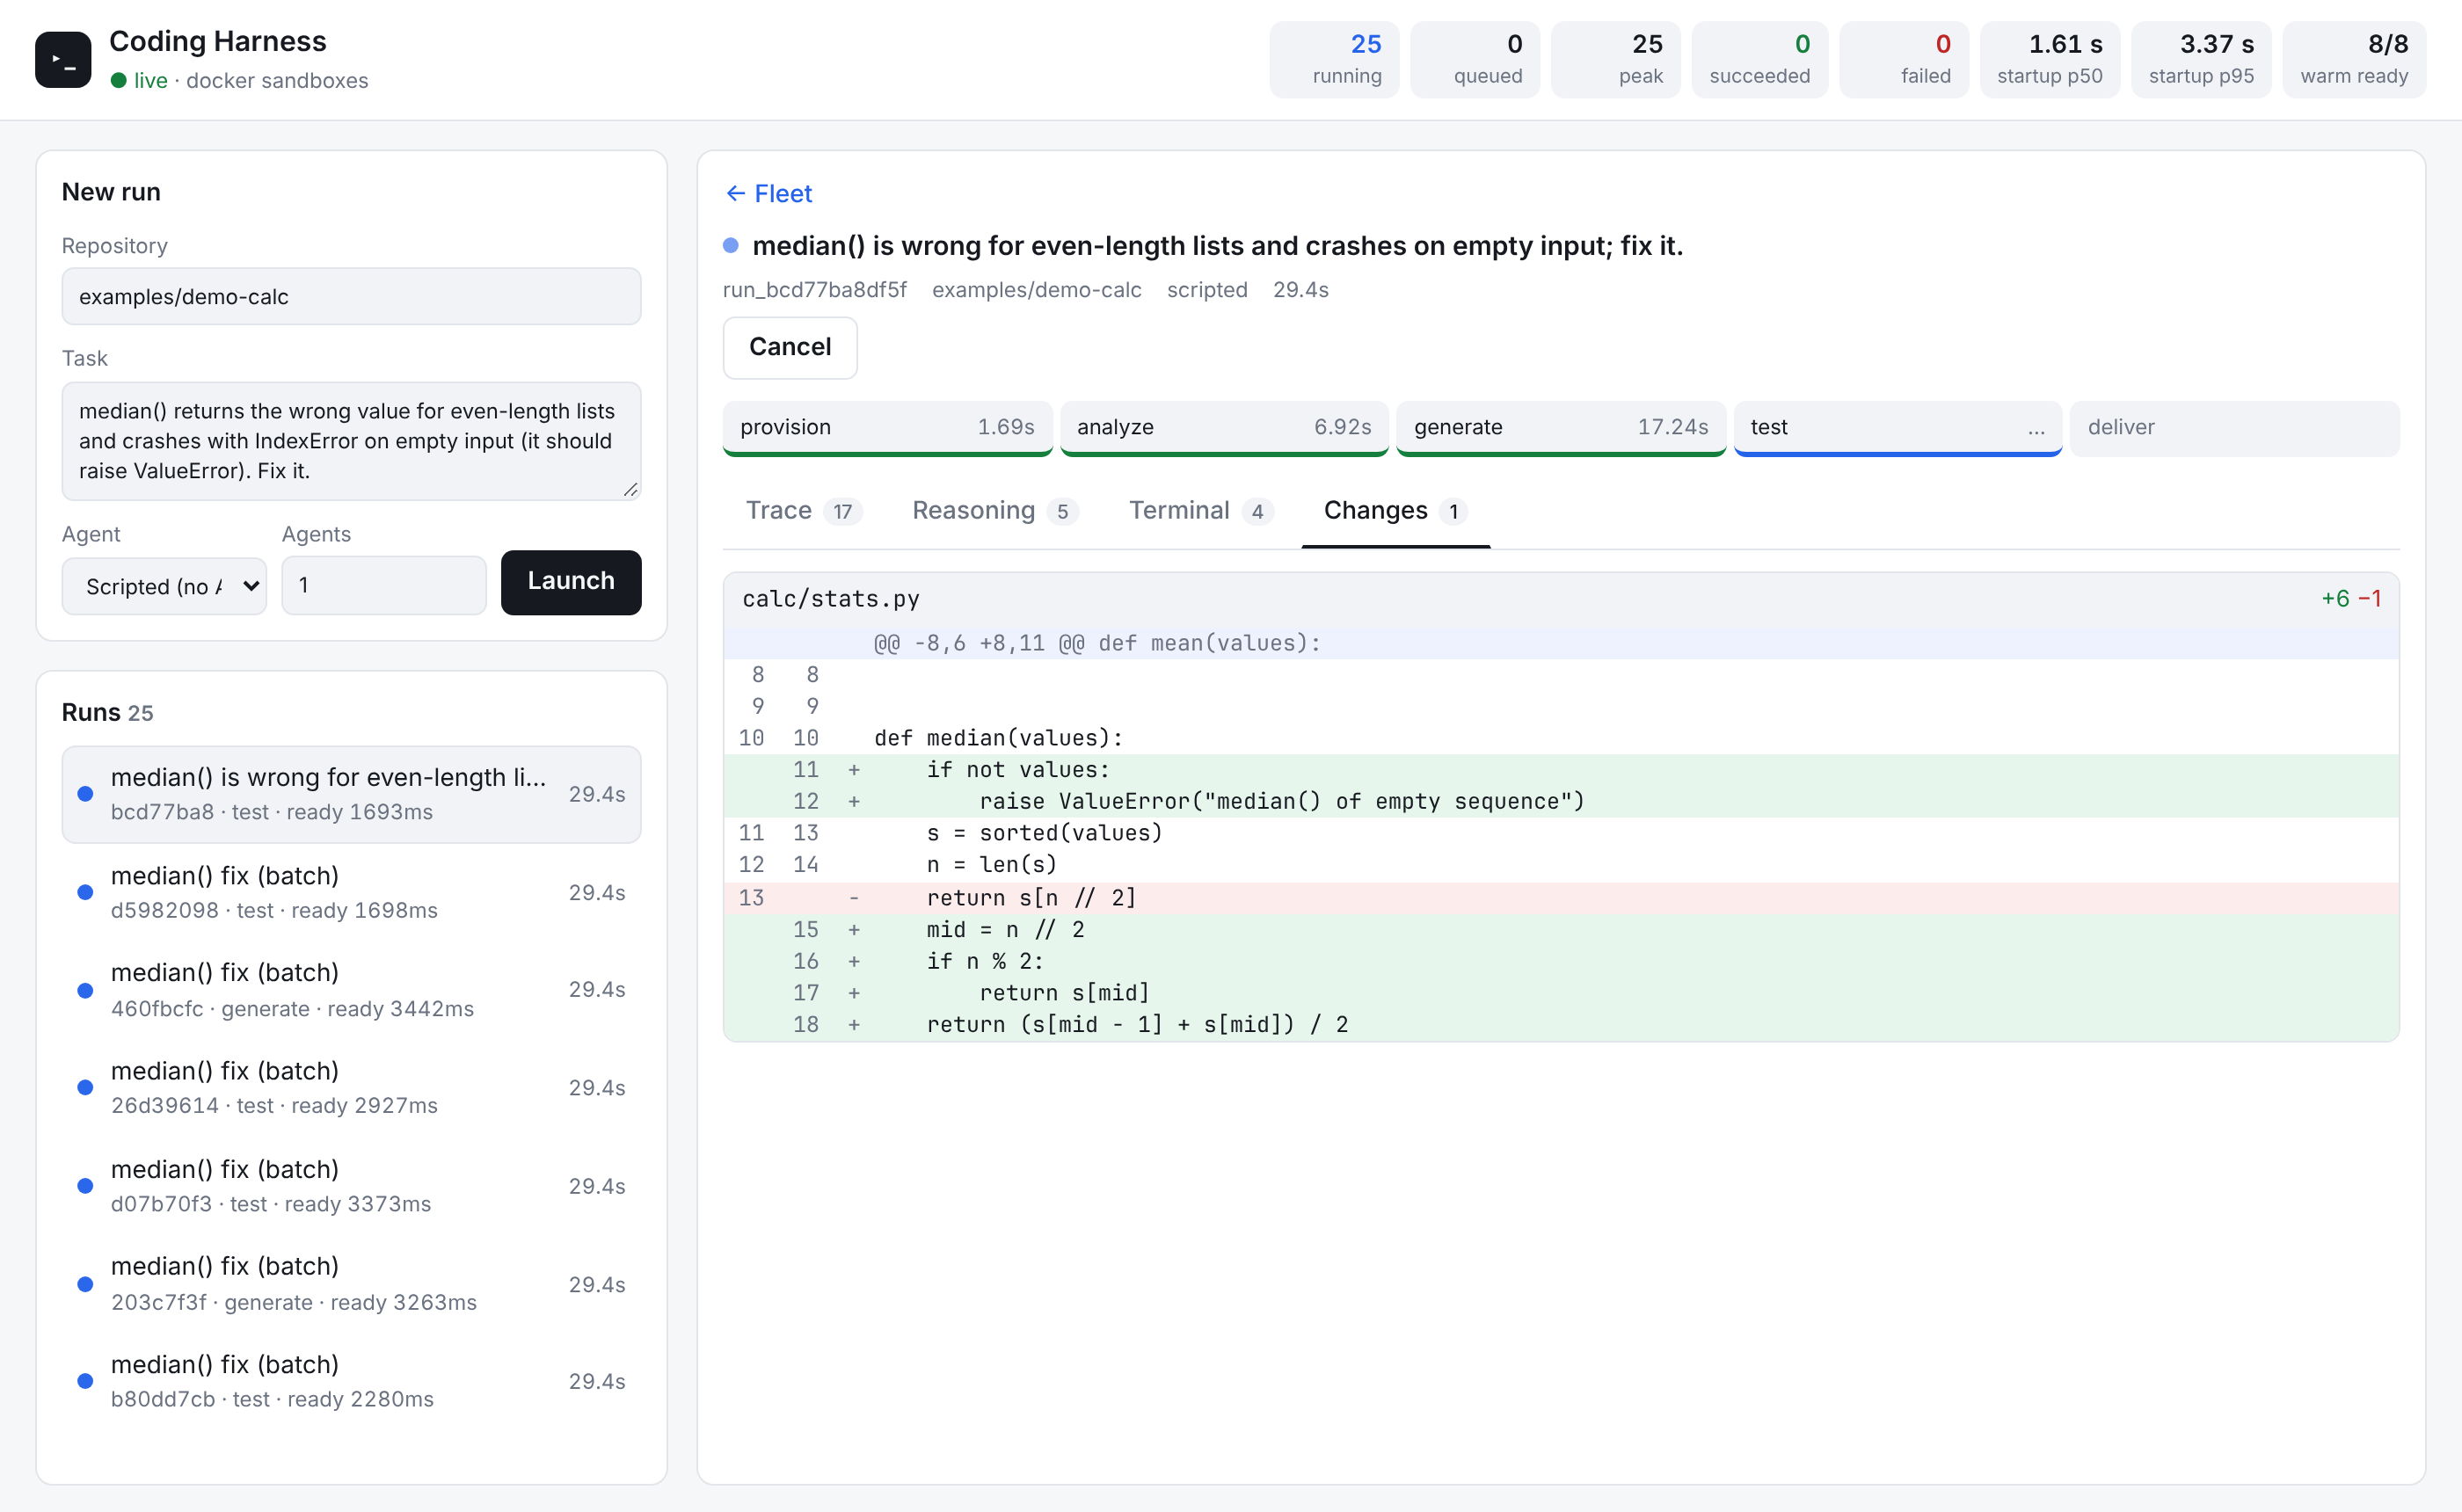 Coding Harness
live · docker sandboxes
25 running
0 queued
25 peak
0 succeeded
0 failed
1.61 s startup p50
3.37 s startup p95
8/8 warm ready
New run
Repository
examples/demo-calc
Task
median() returns the wrong value for even-length lists
and crashes with IndexError on empty input (it should
raise ValueError). Fix it.
Agent
Agents
Scripted (no
1
Launch
Runs 25
median() is wrong for even-length li...
29.4s
bcd77ba8 · test · ready 1693ms
median() fix (batch)
29.4s
d5982098 · test · ready 1698ms
median() fix (batch)
29.4s
460fbcfc · generate · ready 3442ms
median() fix (batch)
29.4s
26d39614 · test · ready 2927ms
median() fix (batch)
29.4s
d07b70f3 · test · ready 3373ms
median() fix (batch)
29.4s
203c7f3f · generate · ready 3263ms
median() fix (batch)
29.4s
b80dd7cb · test · ready 2280ms
← Fleet
median() is wrong for even-length lists and crashes on empty input; fix it.
run_bcd77ba8df5f examples/demo-calc scripted 29.4s
Cancel
provision 1.69s
analyze 6.92s
generate 17.24s
test ...
deliver
Trace 17
Reasoning 5
Terminal 4
Changes 1
calc/stats.py +6 −1
@@ -8,6 +8,11 @@ def mean(values):
8 8
9 9
10 10 def median(values):
11 + if not values:
12 + raise ValueError("median() of empty sequence")
11 13 s = sorted(values)
12 14 n = len(s)
13 - return s[n // 2]
15 + mid = n // 2
16 + if n % 2:
17 + return s[mid]
18 + return (s[mid - 1] + s[mid]) / 2